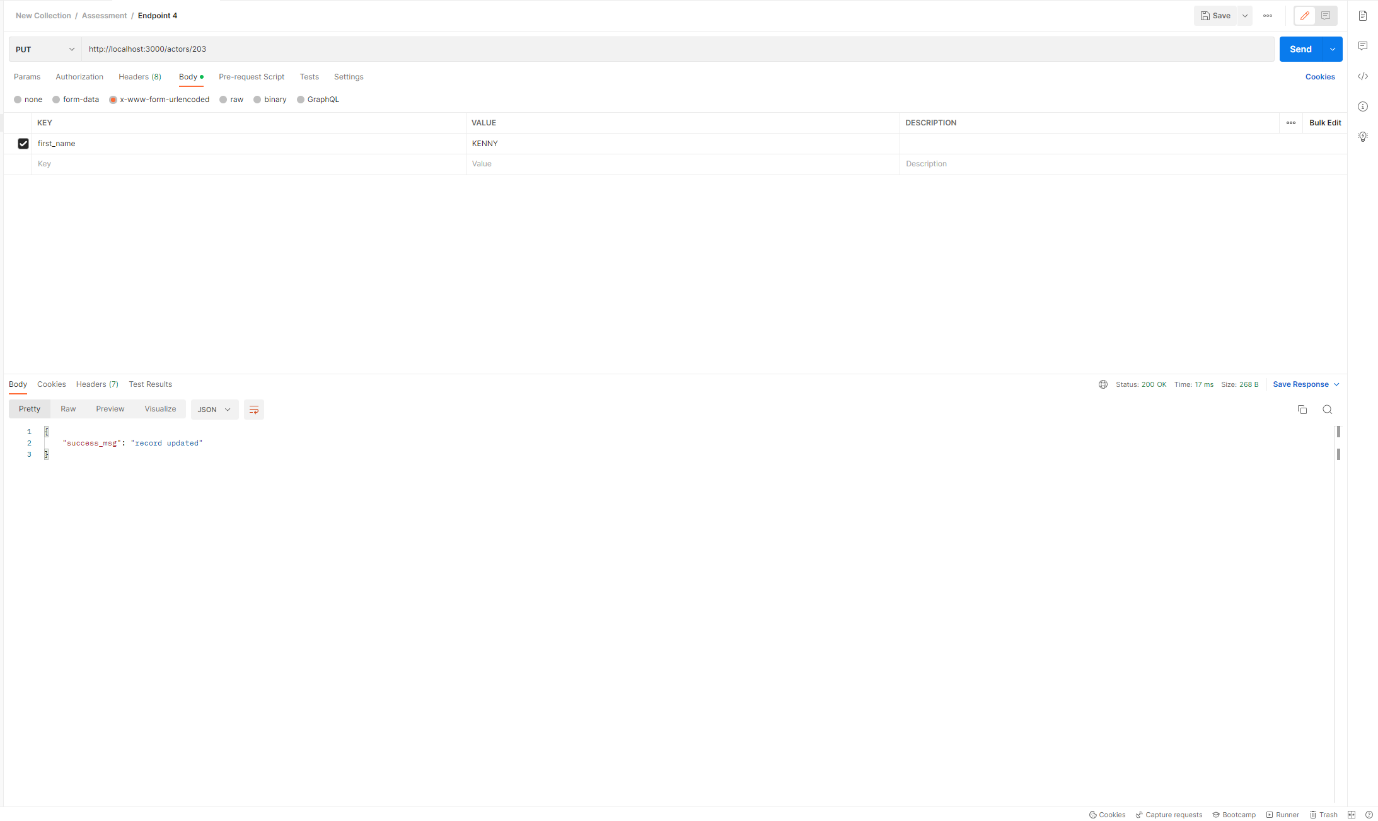 New Collection / Assessment / Endpoint 4 Save
PUT http://localhost:3000/actors/203 Send
Params Authorization Headers (8) Body Pre-request Script Tests Settings Cookies
none form-data x-www-form-urlencoded raw binary GraphQL
KEY VALUE DESCRIPTION Bulk Edit
first_name KENNY
Key Value Description
Body Cookies Headers (7) Test Results Status: 200 OK Time: 17 ms Size: 268 B Save Response
Pretty Raw Preview Visualize JSON
1 {
2 "success_msg": "record updated"
3 }
Cookies Capture requests Bootcamp Runner Trash